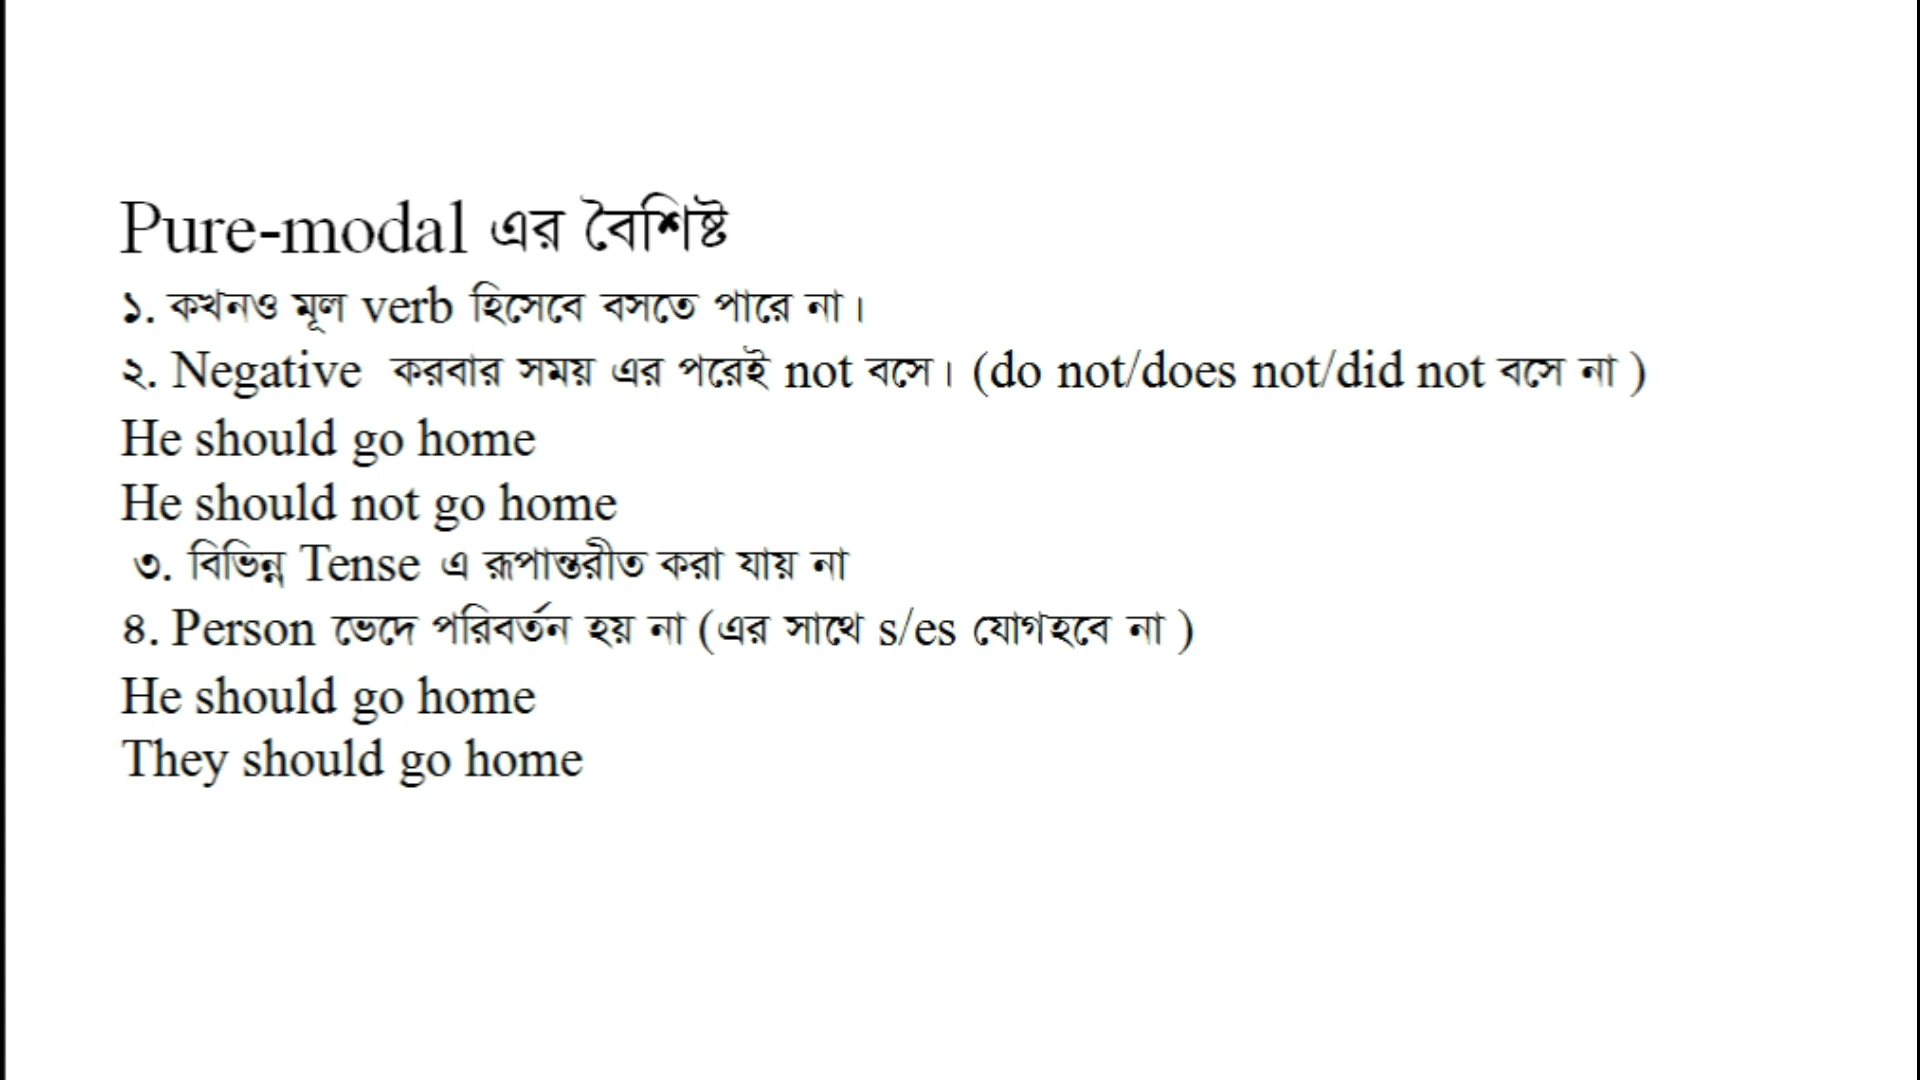 Pure-modal এর বৈশিষ্ট
১. কখনও মূল verb হিসেবে বসতে পারে না।
২. Negative করবার সময় এর পরেই not বসে। (do not/does not/did not বসে না )
He should go home
He should not go home
৩. বিভিন্ন Tense এ রূপান্তরীত করা যায় না
৪. Person ভেদে পরিবর্তন হয় না (এর সাথে s/es যোগহবে না )
He should go home
They should go home